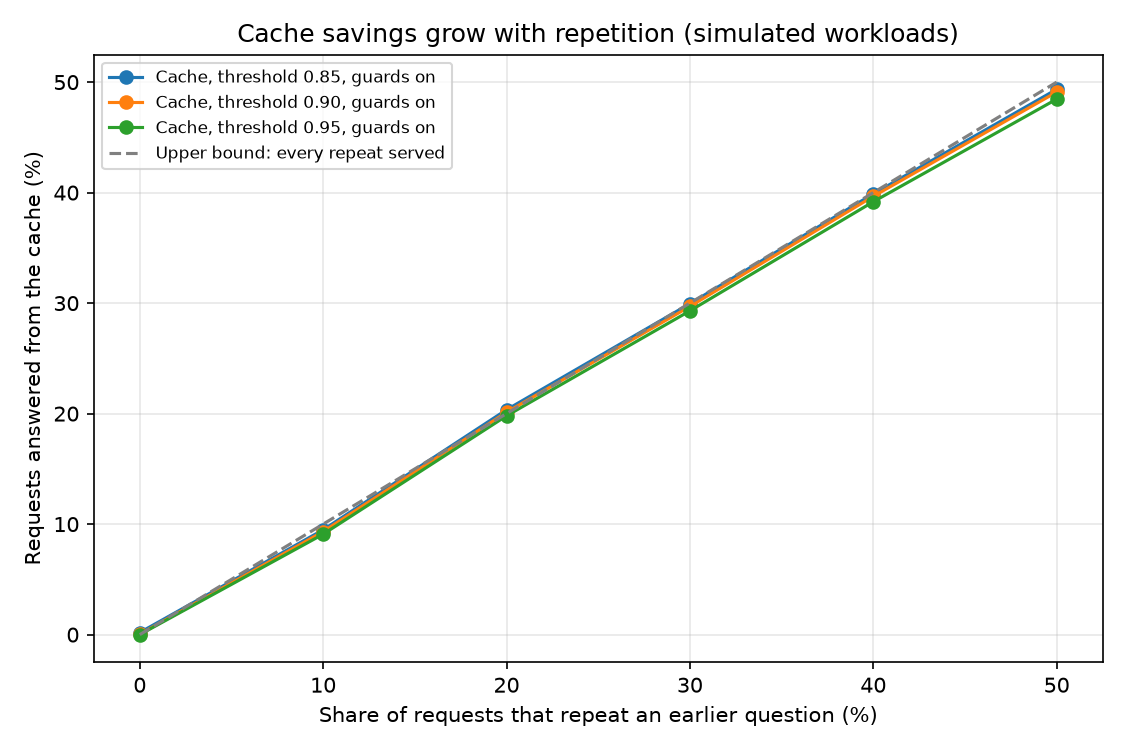 Cache savings grow with repetition (simulated workloads)
Cache, threshold 0.85, guards on
Cache, threshold 0.90, guards on
Cache, threshold 0.95, guards on
Upper bound: every repeat served
Requests answered from the cache (%)
50
40
30
20
10
0
0 10 20 30 40 50
Share of requests that repeat an earlier question (%)